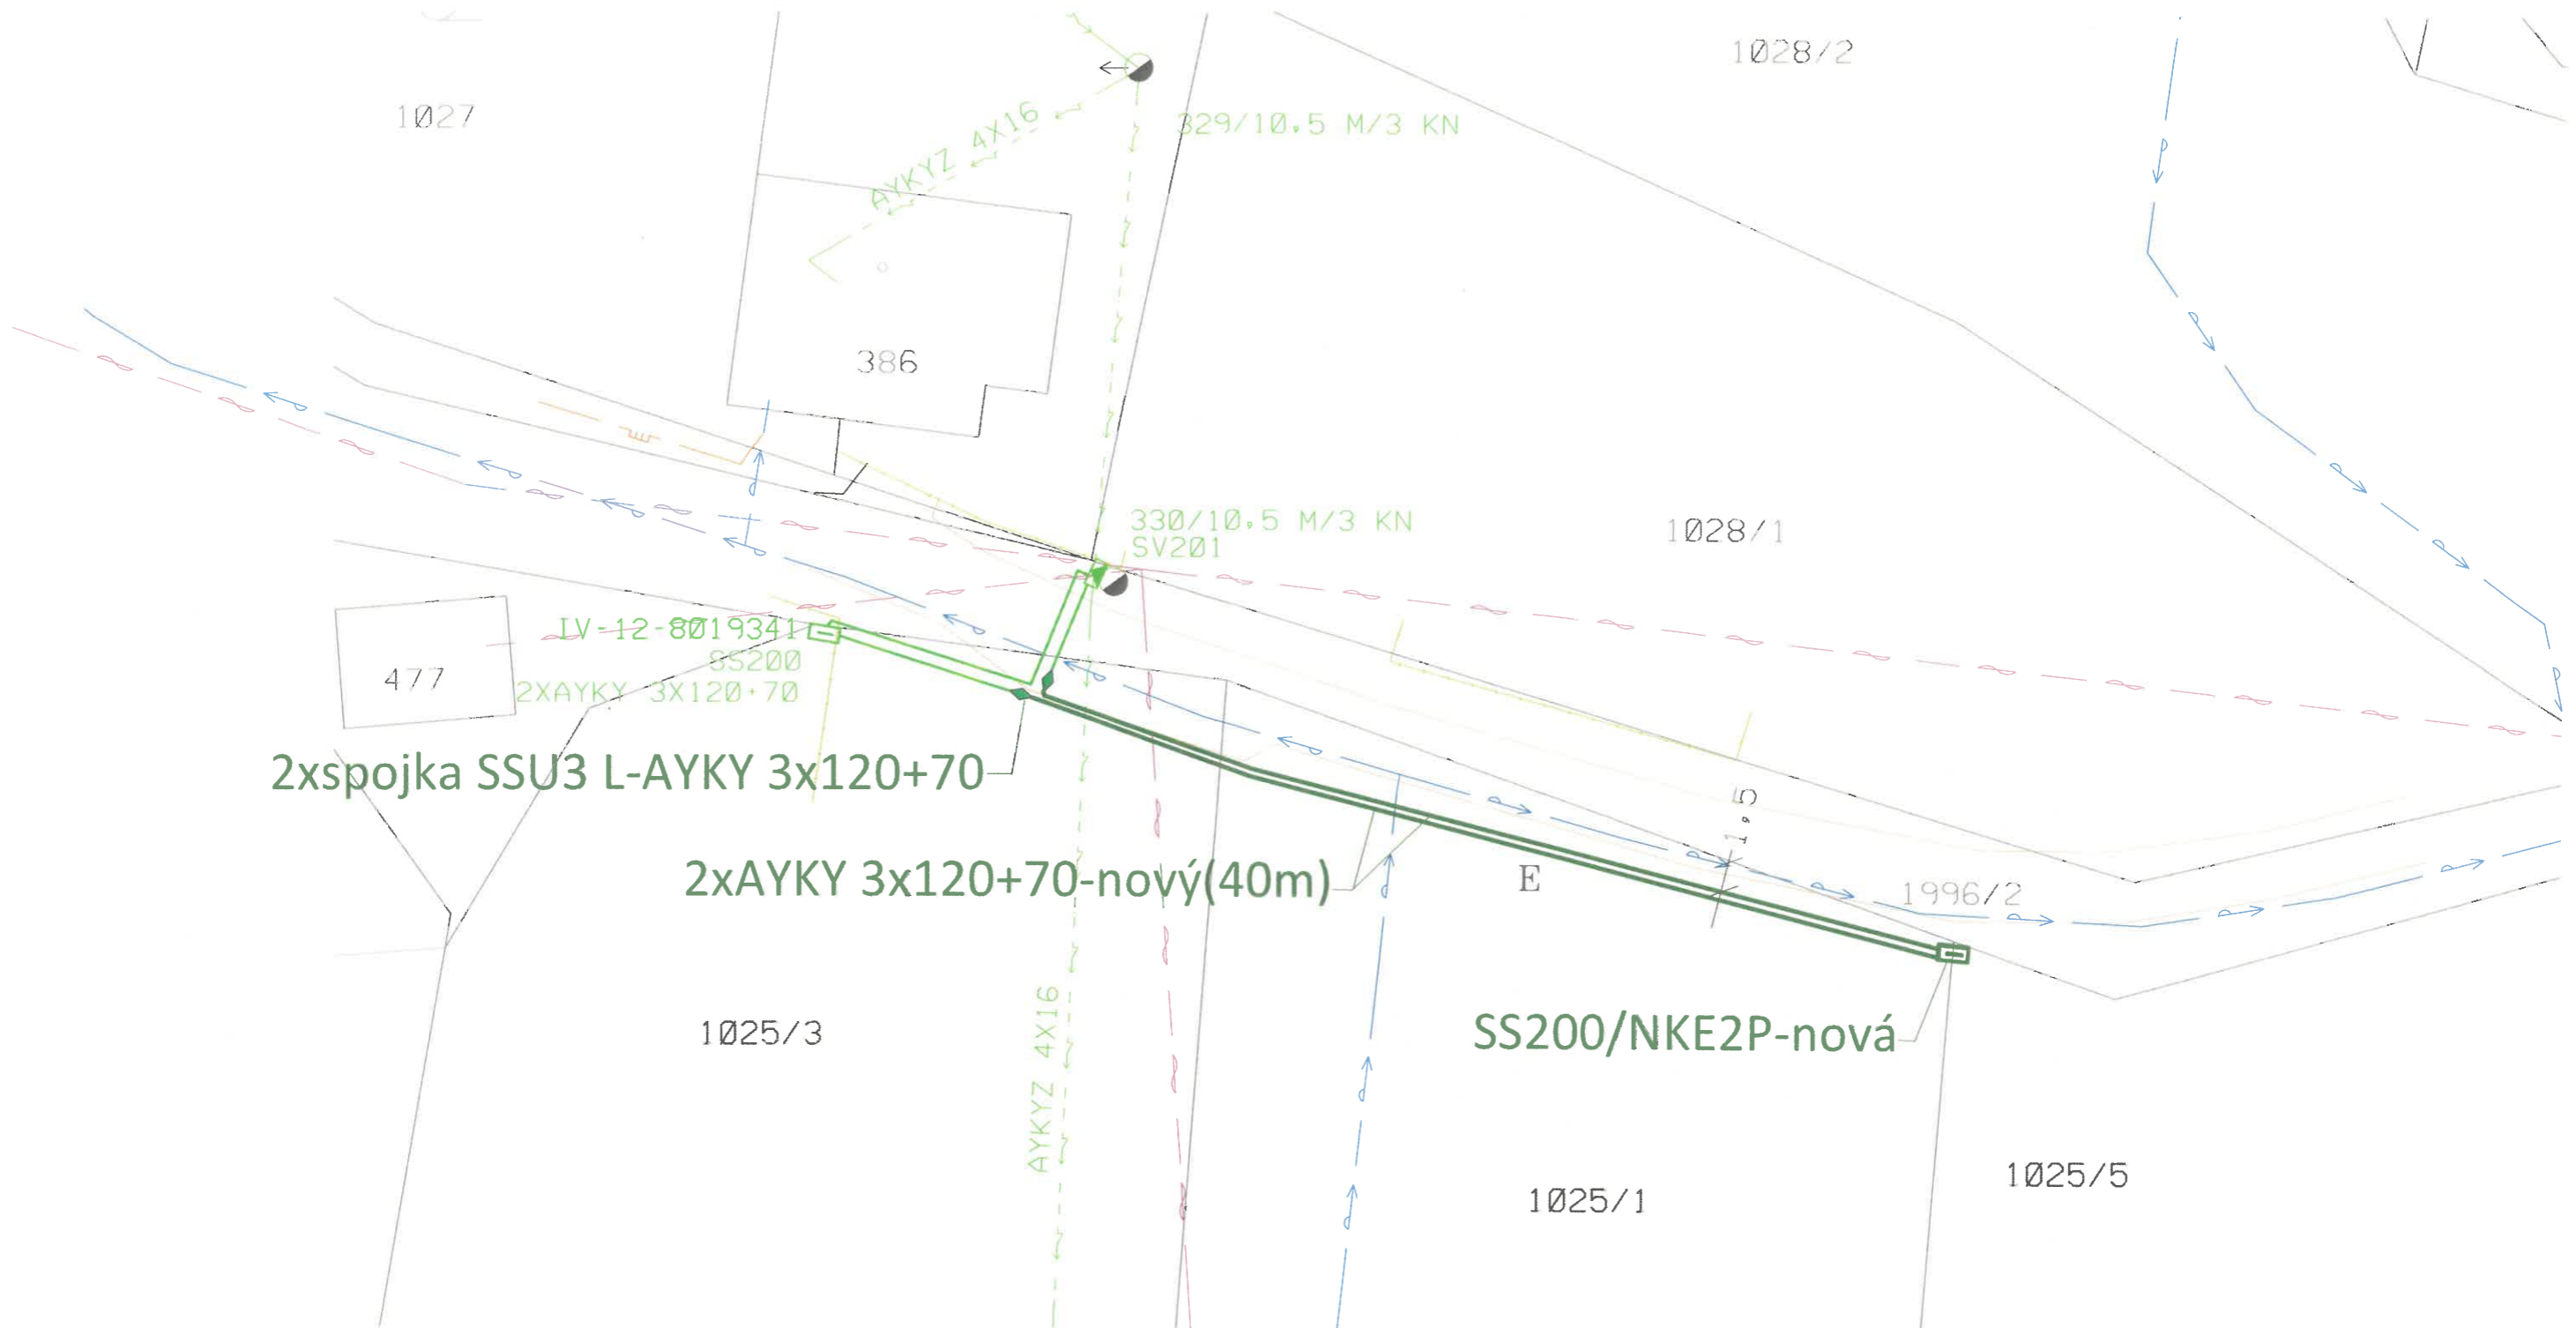 1028/2
1027
AYKYZ 4X16
329/10.5 M/3 KN
386
330/10.5 M/3 KN
SV201
1028/1
IV-12-8019341
SS200
2XAYKY 3X120+70
477
2xspojka SSU3 L-AYKY 3x120+70
1,5
2xAYKY 3x120+70-nový(40m)
E
1996/2
AYKYZ 4X16
1025/3
SS200/NKE2P-nová
1025/1
1025/5